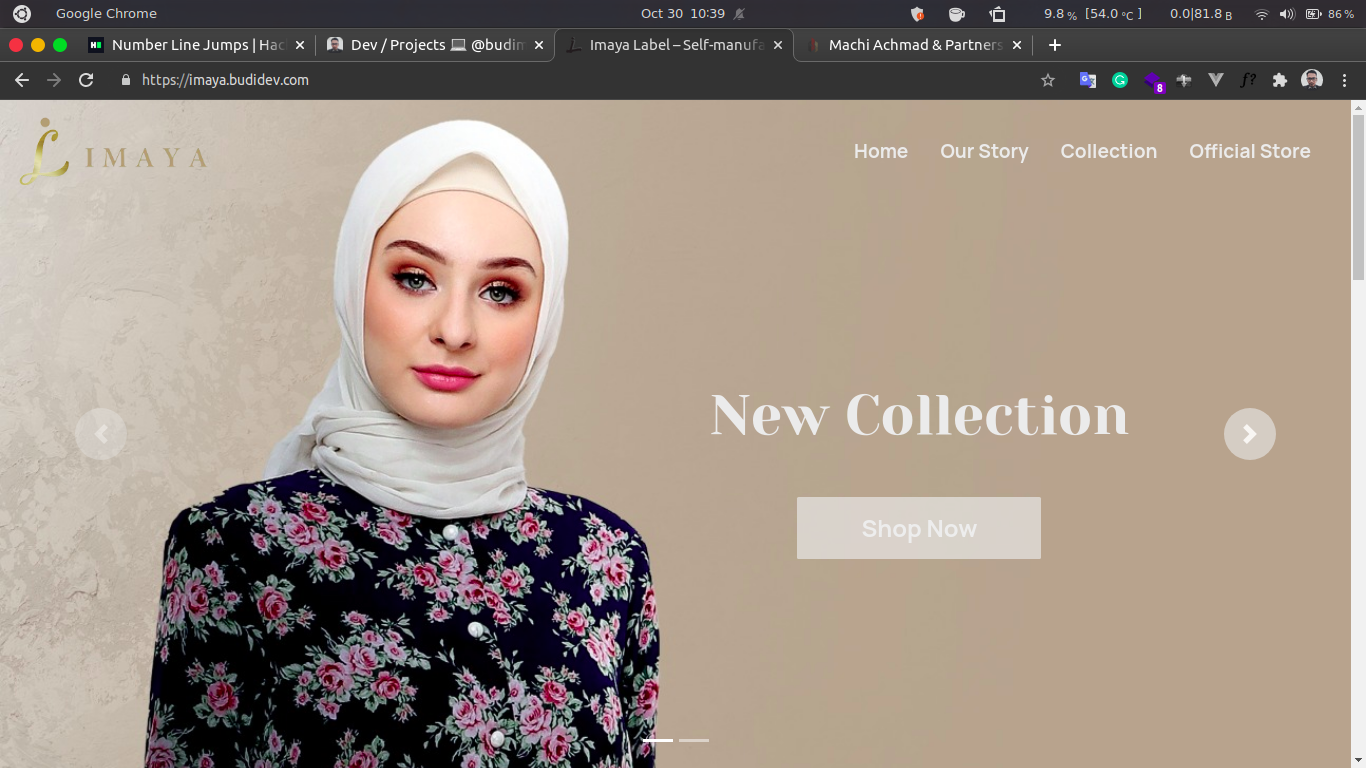 Google Chrome
Oct 30 10:39
9.8 % [54.0 °C ]
0.0|81.8 B
86 %
Number Line Jumps | Hac
Dev / Projects 💻 @budim
Imaya Label – Self-manufa
Machi Achmad & Partners
https://imaya.budidev.com
8
f?
IMAYA
Home
Our Story
Collection
Official Store
New Collection
Shop Now